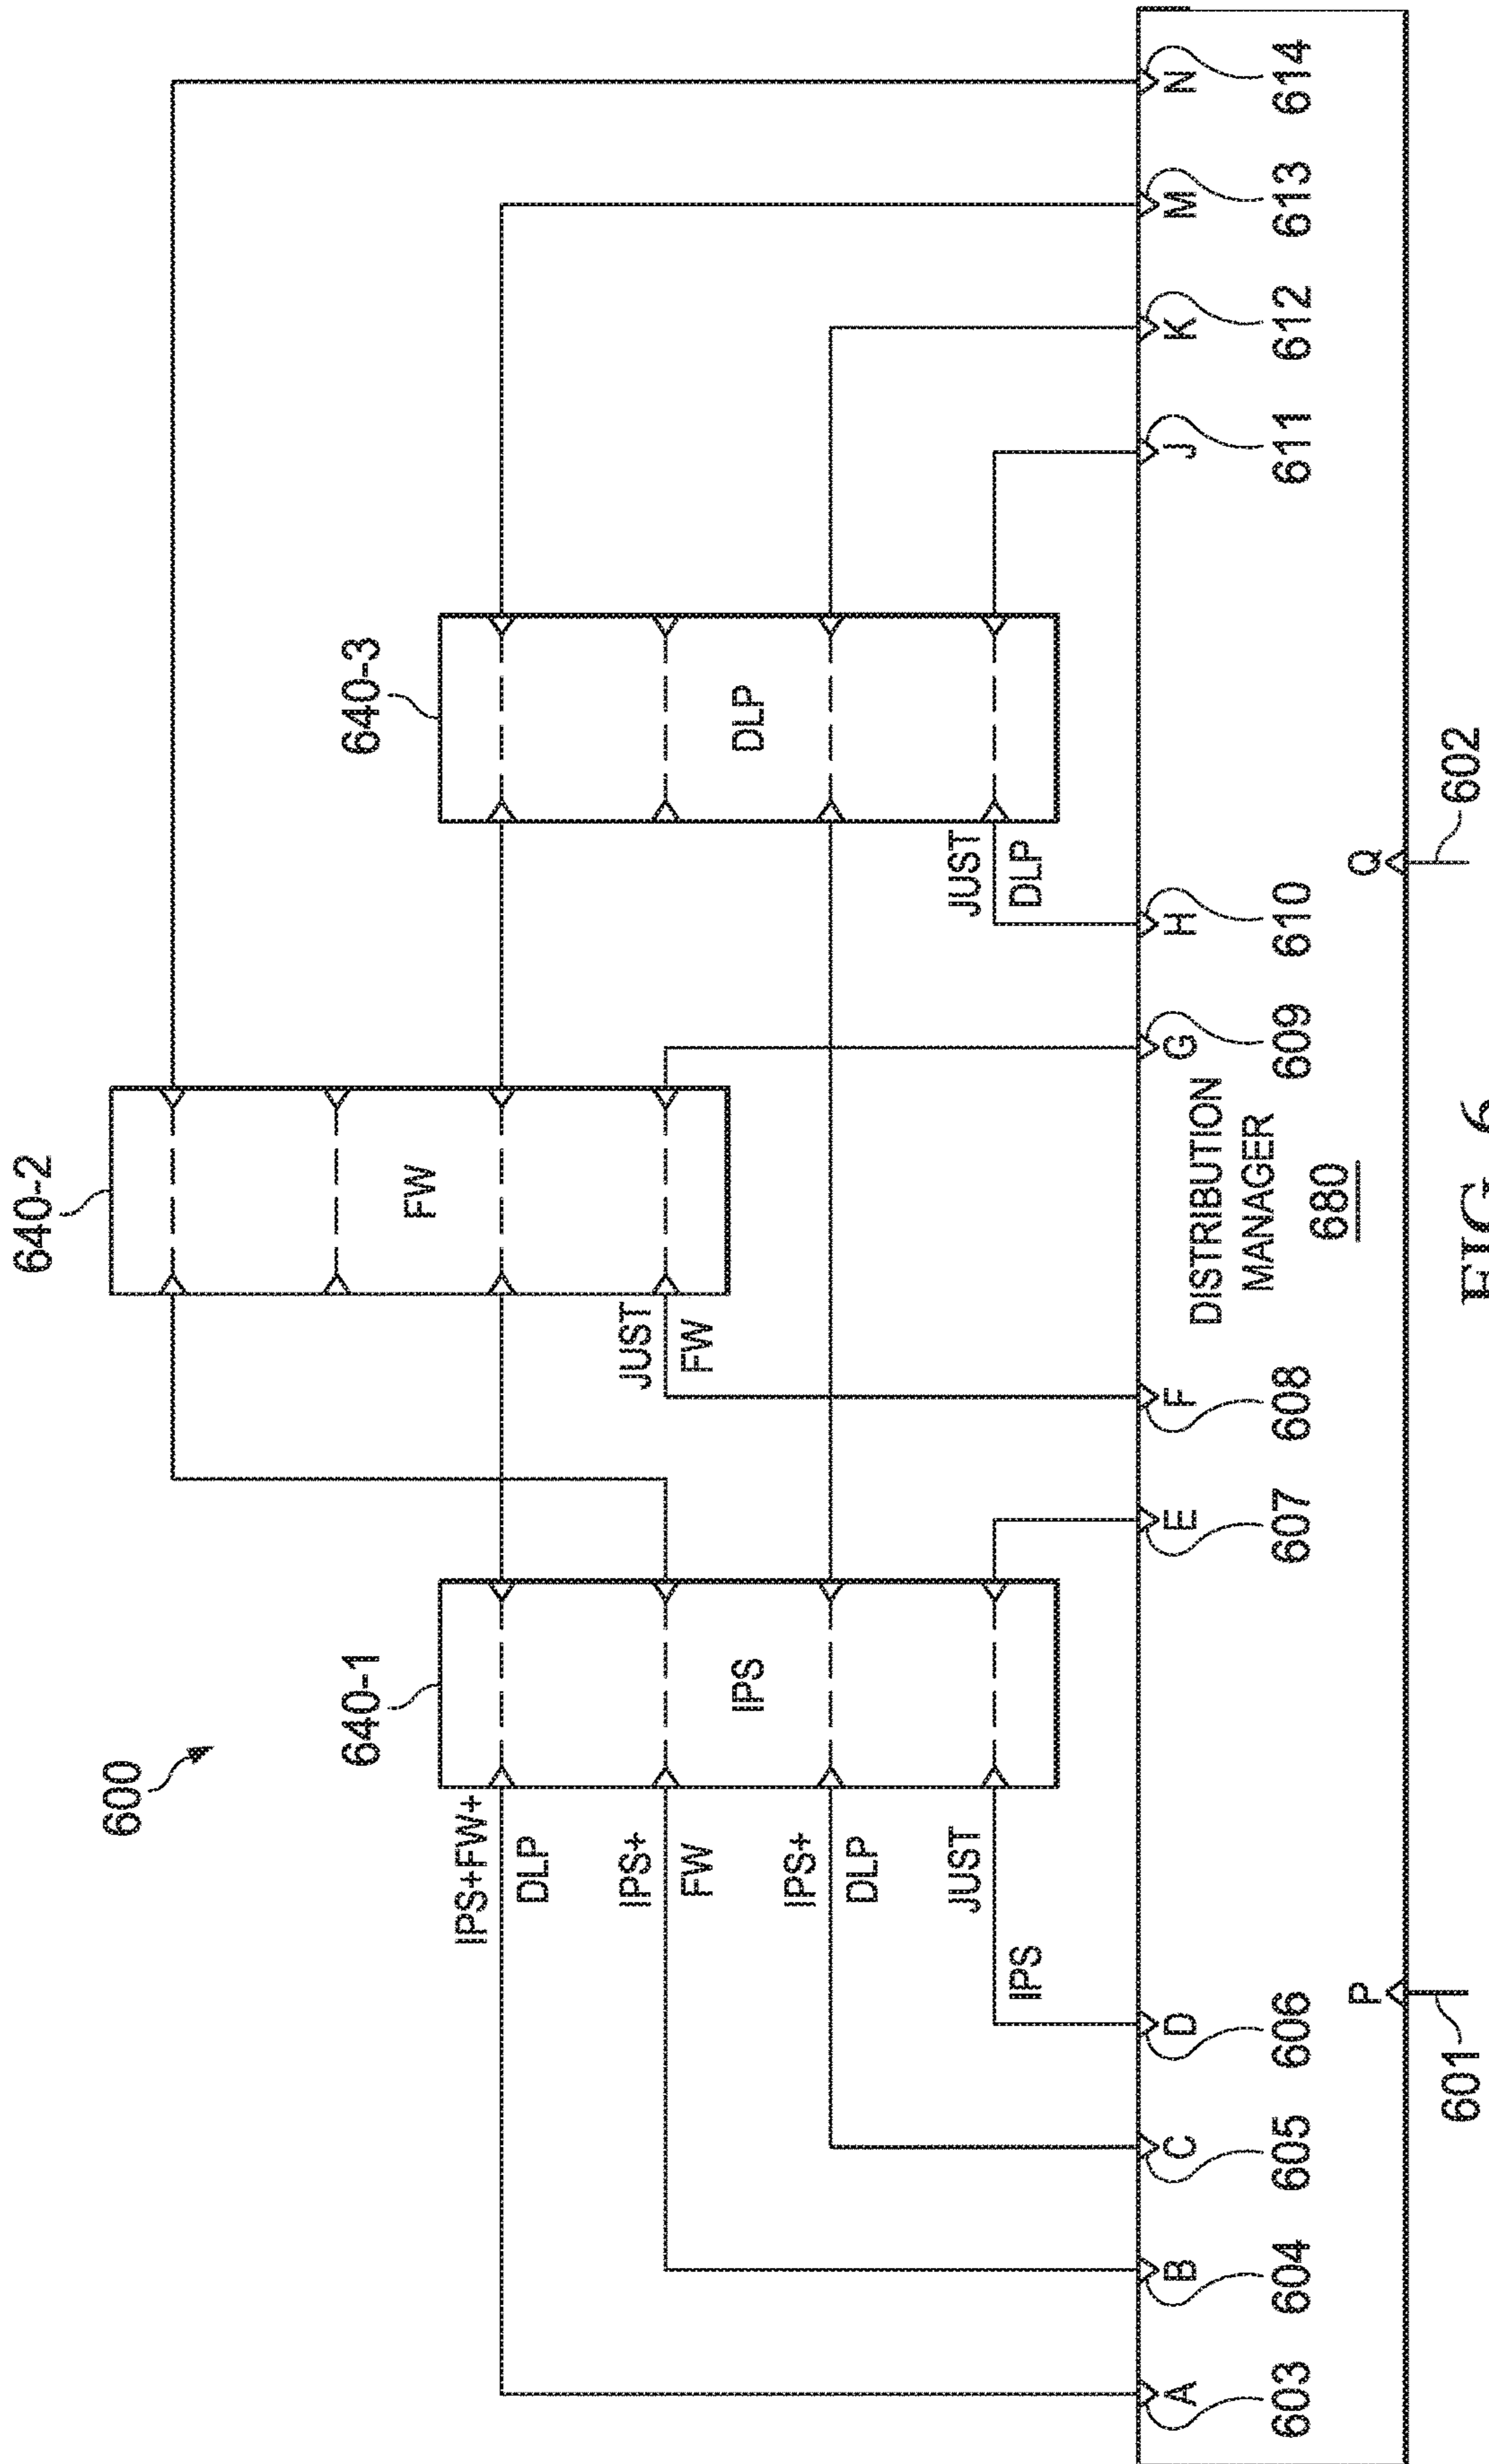 600
640-1
640-2
640-3
IPS+FW+
DLP
IPS+
FW
IPS+
DLP
JUST
IPS
IPS
JUST
FW
FW
JUST
DLP
DLP
A
B
C
D
E
F
G
H
J
K
M
N
603
604
605
606
607
608
609
610
611
612
613
614
DISTRIBUTION
MANAGER
680
P
Q
601
602
FIG. 6